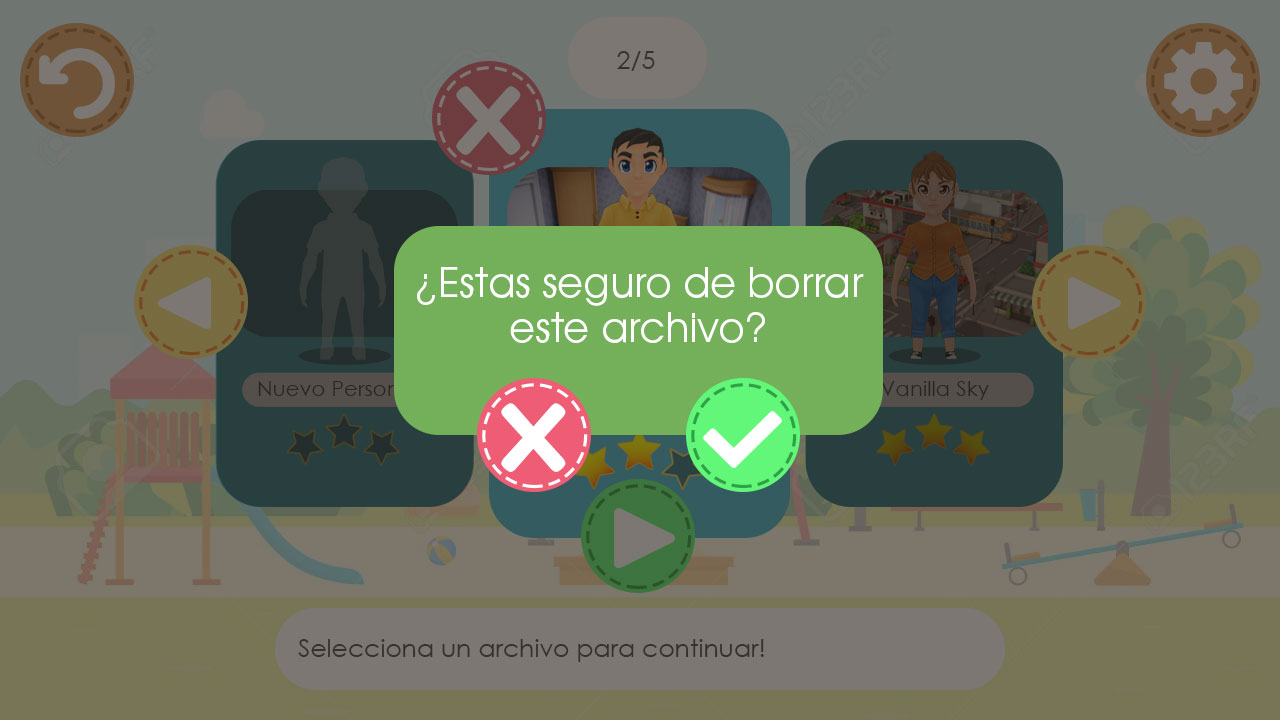 2/5
¿Estas seguro de borrar
este archivo?
Nuevo Person
Vanilla Sky
Selecciona un archivo para continuar!